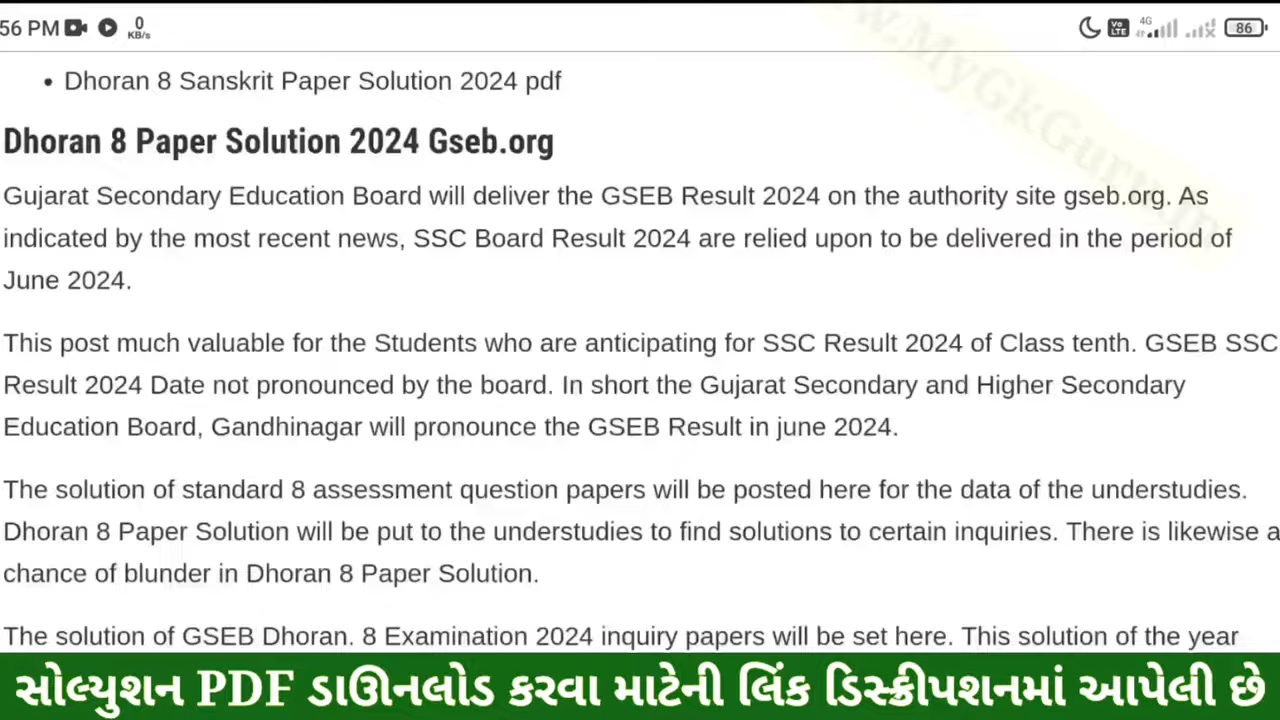 56 PM 0 KB/s Vo LTE 4G 86
www.MyGkGuru.in
• Dhoran 8 Sanskrit Paper Solution 2024 pdf
Dhoran 8 Paper Solution 2024 Gseb.org
Gujarat Secondary Education Board will deliver the GSEB Result 2024 on the authority site gseb.org. As
indicated by the most recent news, SSC Board Result 2024 are relied upon to be delivered in the period of
June 2024.
This post much valuable for the Students who are anticipating for SSC Result 2024 of Class tenth. GSEB SSC
Result 2024 Date not pronounced by the board. In short the Gujarat Secondary and Higher Secondary
Education Board, Gandhinagar will pronounce the GSEB Result in june 2024.
The solution of standard 8 assessment question papers will be posted here for the data of the understudies.
Dhoran 8 Paper Solution will be put to the understudies to find solutions to certain inquiries. There is likewise a
chance of blunder in Dhoran 8 Paper Solution.
The solution of GSEB Dhoran. 8 Examination 2024 inquiry papers will be set here. This solution of the year
સોલ્યુશન PDF ડાઊનલોડ કરવા માટેની લિંક ડિસ્ક્રીપશનમાં આપેલી છે